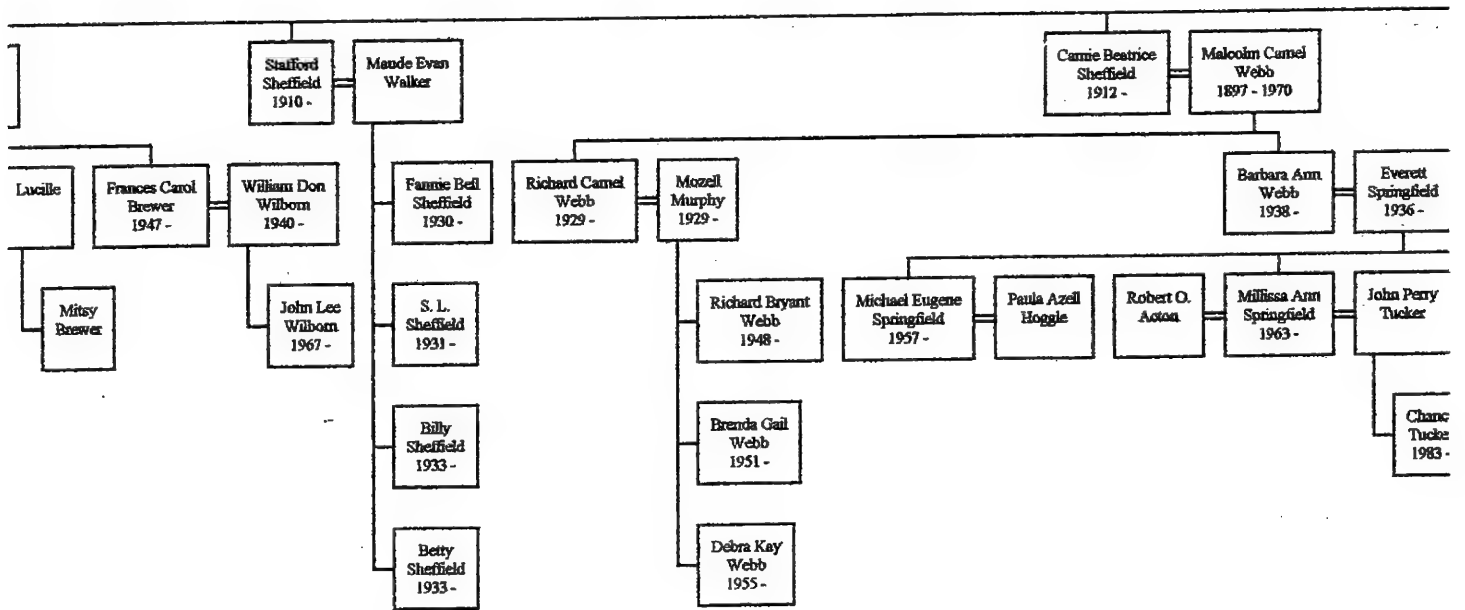 Stafford
Sheffield
1910 -
Maude Evan
Walker
Camie Beatrice
Sheffield
1912 -
Malcolm Camel
Webb
1897 - 1970
Lucille
Frances Carol
Brewer
1947 -
William Don
Wilborn
1940 -
Fannie Bell
Sheffield
1930 -
Richard Camel
Webb
1929 -
Mozell
Murphy
1929 -
Barbara Ann
Webb
1938 -
Everett
Springfield
1936 -
Mitsy
Brewer
John Lee
Wilborn
1967 -
S. L.
Sheffield
1931 -
Richard Bryant
Webb
1948 -
Michael Eugene
Springfield
1957 -
Paula Azell
Hoggle
Robert O.
Acton
Millissa Ann
Springfield
1963 -
John Perry
Tucker
Billy
Sheffield
1933 -
Brenda Gail
Webb
1951 -
Chanc
Tucke
1983 -
Betty
Sheffield
1933 -
Debra Kay
Webb
1955 -